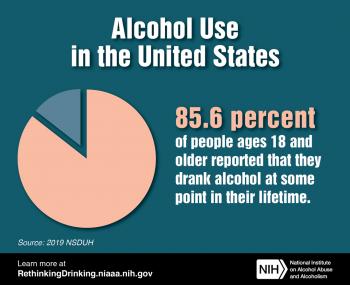 Alcohol Use
in the United States
85.6 percent
of people ages 18 and
older reported that they
drank alcohol at some
point in their lifetime.
Source: 2019 NSDUH
Learn more at
RethinkingDrinking.niaaa.nih.gov
NIH
National Institute
on Alcohol Abuse
and Alcoholism